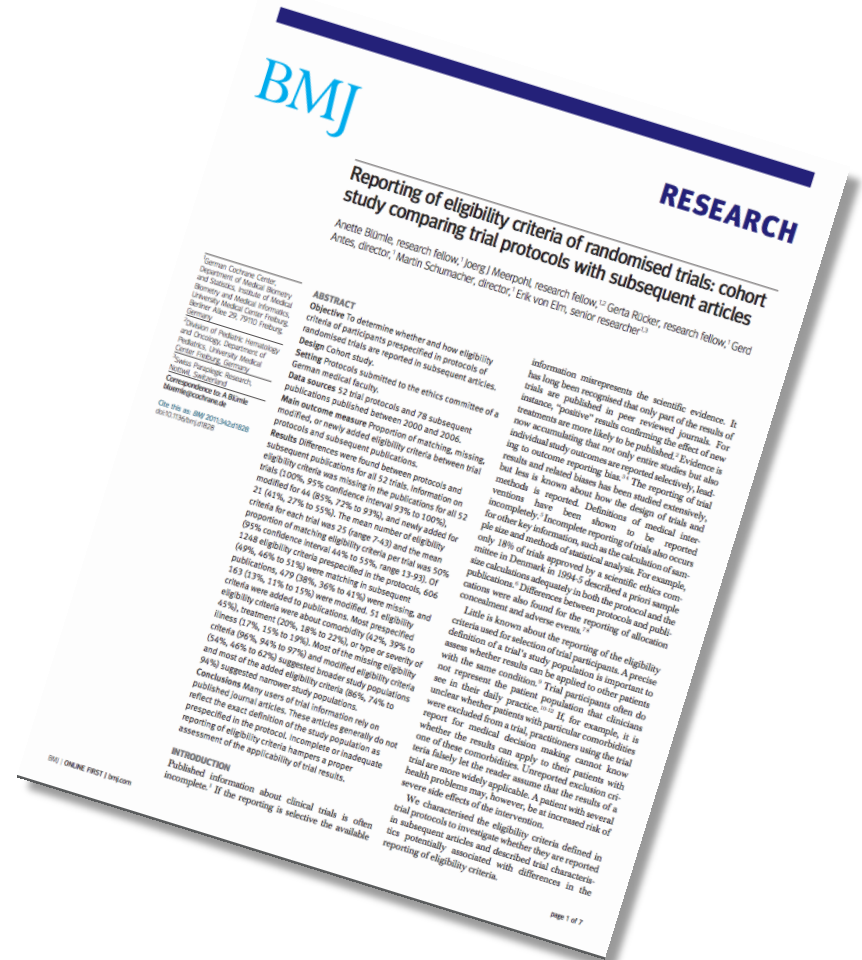 BMJ
RESEARCH
Reporting of eligibility criteria of randomised trials: cohort
study comparing trial protocols with subsequent articles
Anette Blümle, research fellow,1 Joerg J Meerpohl, research fellow,1,2 Gerta Rücker, research fellow,1 Gerd
Antes, director,1 Martin Schumacher, director,1 Erik von Elm, senior researcher1,3
1German Cochrane Center,
Department of Medical Biometry
and Statistics, Institute of Medical
Biometry and Medical Informatics,
University Medical Center Freiburg,
Berliner Allee 29, 79110 Freiburg,
Germany
2Division of Pediatric Hematology
and Oncology, Department of
Pediatrics, University Medical
Center Freiburg, Germany
3Swiss Paraplegic Research,
Nottwil, Switzerland
Correspondence to: A Blümle
bluemle@cochrane.de
Cite this as: BMJ 2011;342:d1828
doi:10.1136/bmj.d1828
ABSTRACT
Objective To determine whether and how eligibility
criteria of participants prespecified in protocols of
randomised trials are reported in subsequent articles.
Design Cohort study.
Setting Protocols submitted to the ethics committee of a
German medical faculty.
Data sources 52 trial protocols and 78 subsequent
publications published between 2000 and 2006.
Main outcome measure Proportion of matching, missing,
modified, or newly added eligibility criteria between trial
protocols and subsequent publications.
Results Differences were found between protocols and
subsequent publications for all 52 trials. Information on
eligibility criteria was missing in the publications for all 52
trials (100%, 95% confidence interval 93% to 100%),
modified for 44 (85%, 72% to 93%), and newly added for
21 (41%, 27% to 55%). The mean number of eligibility
criteria for each trial was 25 (range 7-43) and the mean
proportion of matching eligibility criteria per trial was 50%
(95% confidence interval 44% to 55%, range 13-93). Of
1248 eligibility criteria prespecified in the protocols, 606
(49%, 46% to 51%) were matching in subsequent
publications, 479 (38%, 36% to 41%) were missing, and
163 (13%, 11% to 15%) were modified. 51 eligibility
criteria were added to publications. Most prespecified
eligibility criteria were about comorbidity (42%, 39% to
45%), treatment (20%, 18% to 22%), or type or severity of
illness (17%, 15% to 19%). Most of the missing eligibility
criteria (96%, 94% to 97%) and modified eligibility criteria
(54%, 46% to 62%) suggested broader study populations
and most of the added eligibility criteria (86%, 74% to
94%) suggested narrower study populations.
Conclusions Many users of trial information rely on
published journal articles. These articles generally do not
reflect the exact definition of the study population as
prespecified in the protocol. Incomplete or inadequate
reporting of eligibility criteria hampers a proper
assessment of the applicability of trial results.
INTRODUCTION
Published information about clinical trials is often
incomplete.1 If the reporting is selective the available
information misrepresents the scientific evidence. It
has long been recognised that only part of the results of
trials are published in peer reviewed journals. For
instance, "positive" results confirming the effect of new
treatments are more likely to be published.2 Evidence is
now accumulating that not only entire studies but also
individual study outcomes are reported selectively, lead-
ing to outcome reporting bias.3 4 The reporting of trial
results and related biases has been studied extensively,
but less is known about how the design of trials and
methods is reported. Definitions of medical inter-
ventions have been shown to be reported
incompletely.5 Incomplete reporting of trials also occurs
for other key information, such as the calculation of sam-
ple size and methods of statistical analysis. For example,
only 18% of trials approved by a scientific ethics com-
mittee in Denmark in 1994-5 described a priori sample
size calculations adequately in both the protocol and the
publications.6 Differences between protocols and publi-
cations were also found for the reporting of allocation
concealment and adverse events.7 8
Little is known about the reporting of the eligibility
criteria used for selection of trial participants. A precise
definition of a trial's study population is important to
assess whether results can be applied to other patients
with the same condition.9 Trial participants often do
not represent the patient population that clinicians
see in their daily practice.10-12 If, for example, it is
unclear whether patients with particular comorbidities
were excluded from a trial, practitioners using the trial
report for medical decision making cannot know
whether the results can apply to their patients with
one of these comorbidities. Unreported exclusion cri-
teria falsely let the reader assume that the results of a
trial are more widely applicable. A patient with several
health problems may, however, be at increased risk of
severe side effects of the intervention.
We characterised the eligibility criteria defined in
trial protocols to investigate whether they are reported
in subsequent articles and described trial characteris-
tics potentially associated with differences in the
reporting of eligibility criteria.
BMJ | ONLINE FIRST | bmj.com
page 1 of 7